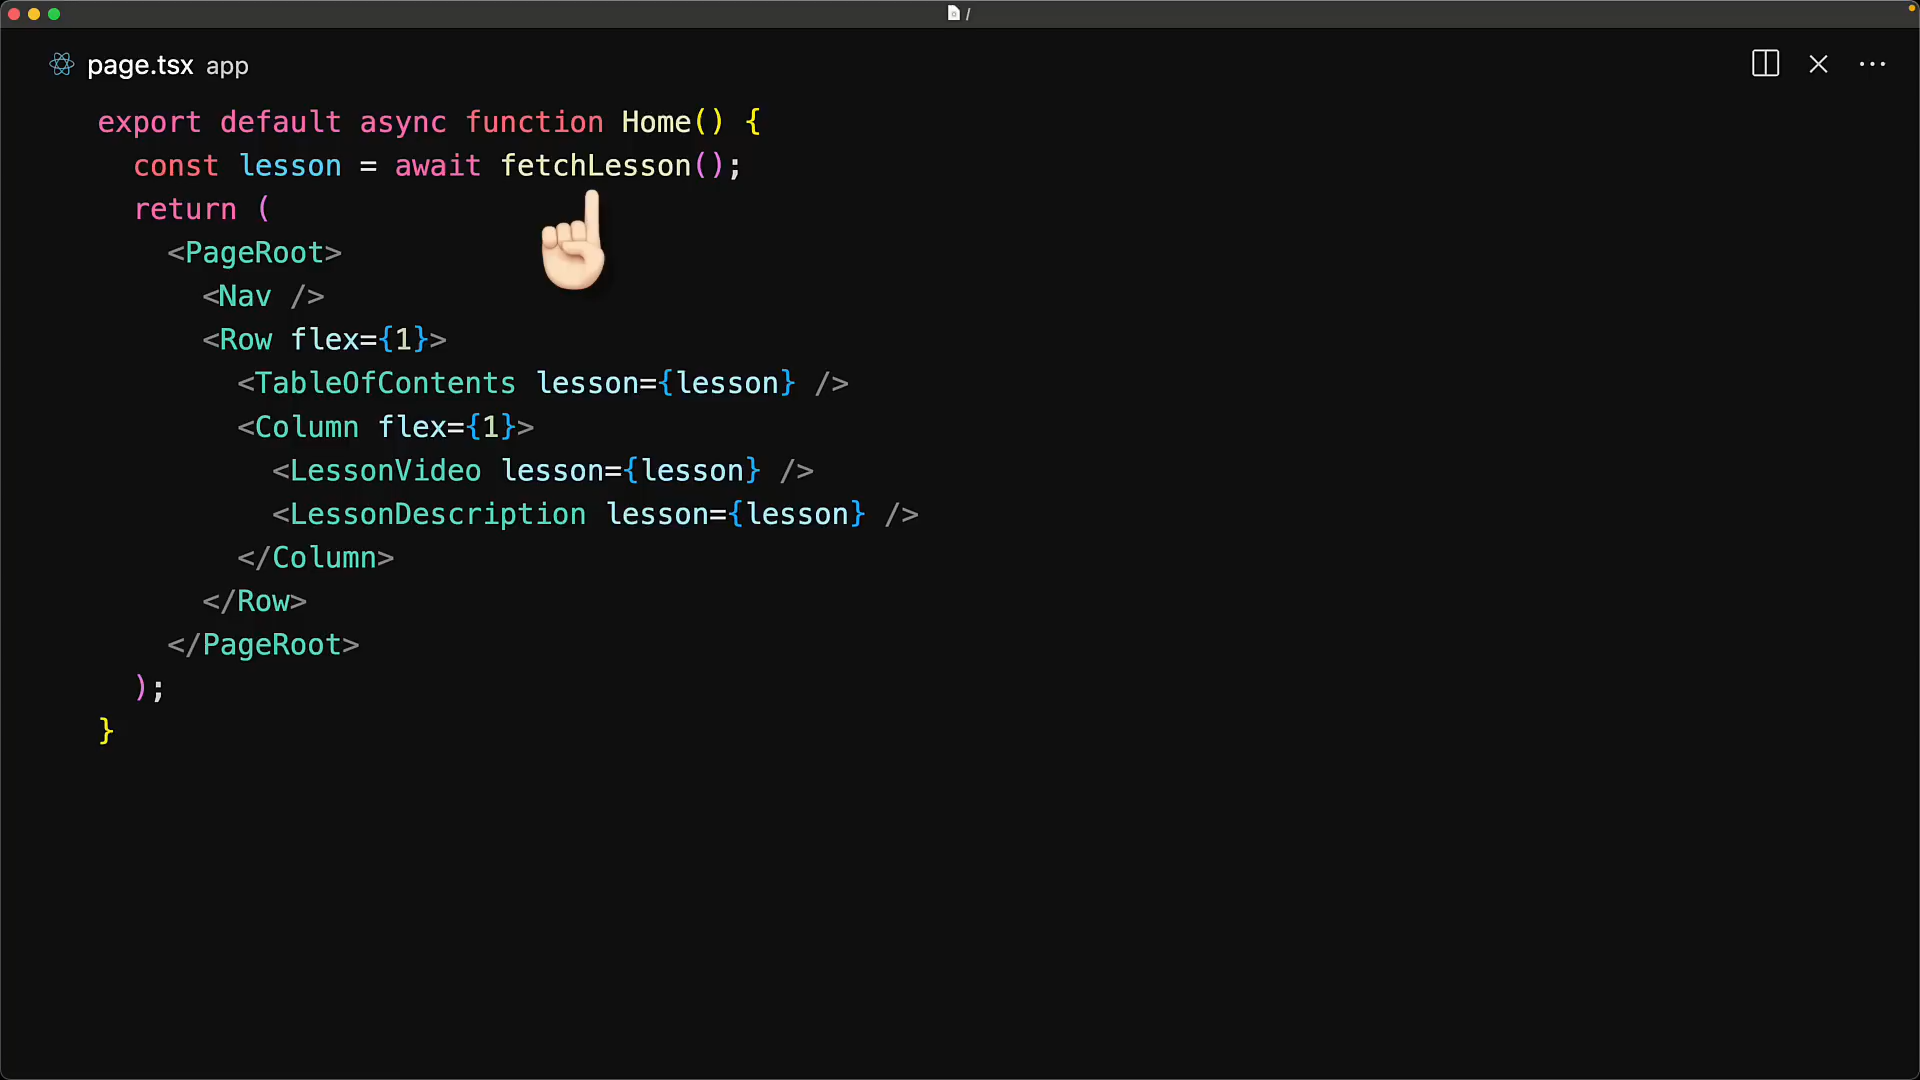 /
page.tsx app
export default async function Home() {
const lesson = await fetchLesson();
return (
<PageRoot>
<Nav />
<Row flex={1}>
<TableOfContents lesson={lesson} />
<Column flex={1}>
<LessonVideo lesson={lesson} />
<LessonDescription lesson={lesson} />
</Column>
</Row>
</PageRoot>
);
}